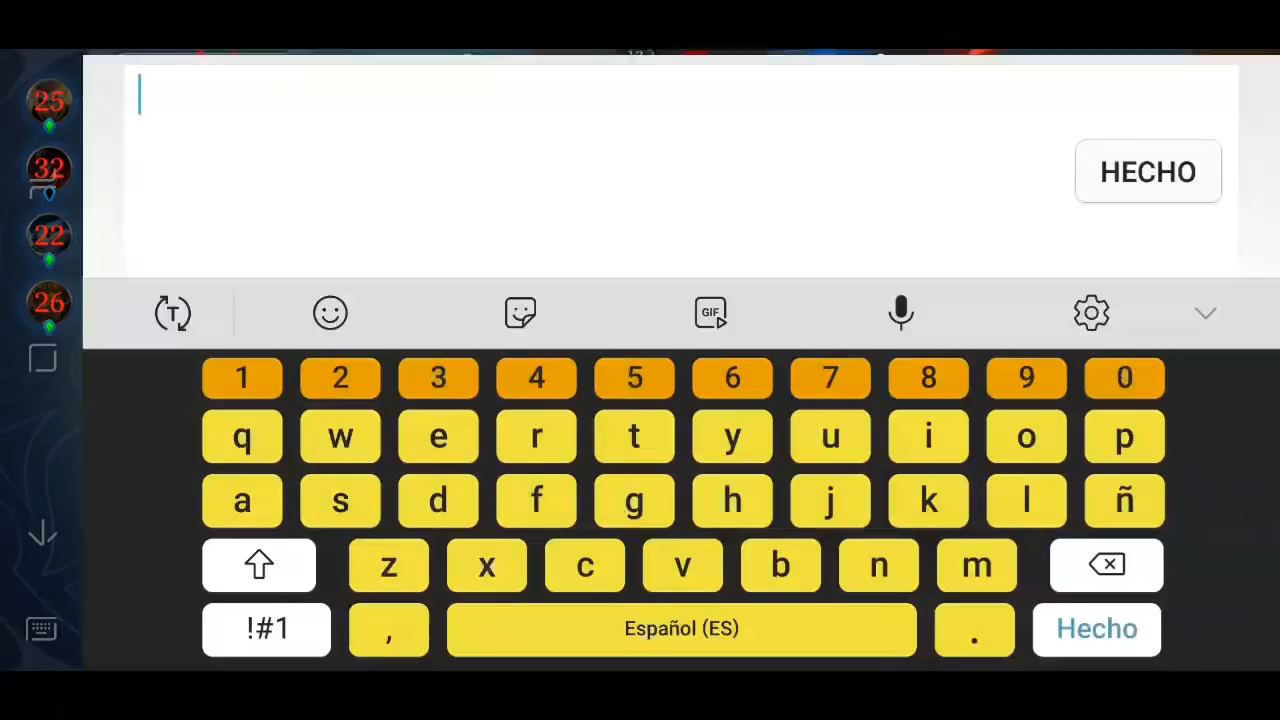 25
32
22
26
HECHO
T
GIF
1 2 3 4 5 6 7 8 9 0
q w e r t y u i o p
a s d f g h j k l ñ
z x c v b n m
!#1 , Español (ES) . Hecho